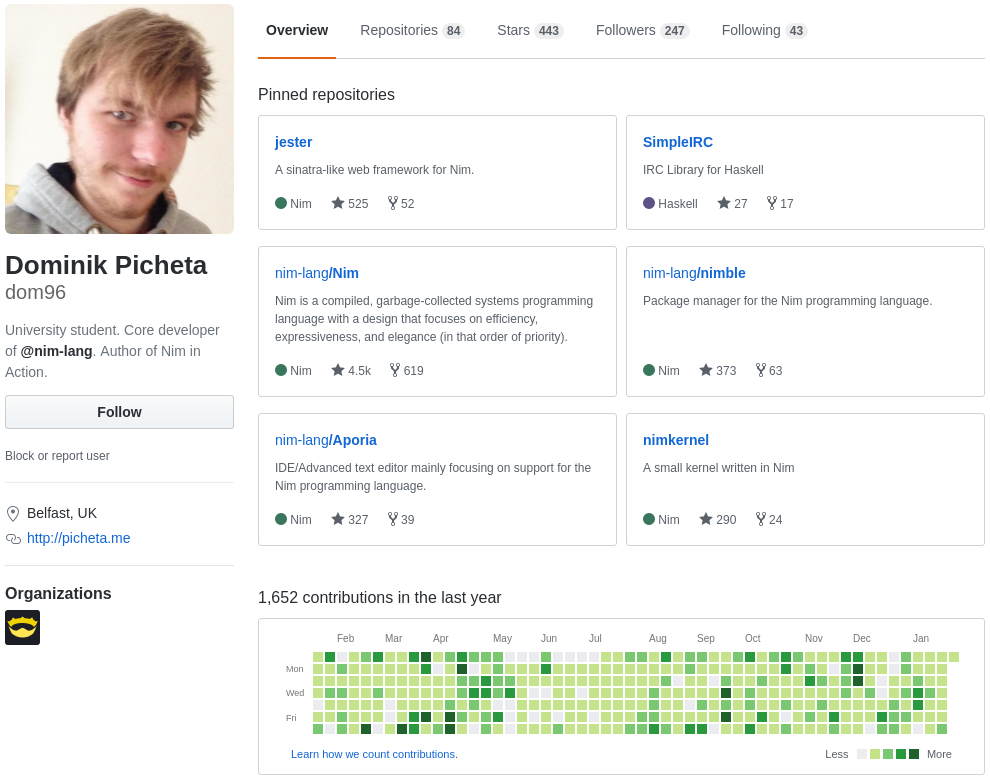 Overview Repositories 84 Stars 443 Followers 247 Following 43
Dominik Picheta
dom96
University student. Core developer
of @nim-lang. Author of Nim in
Action.
Follow
Block or report user
Belfast, UK
http://picheta.me
Organizations
Pinned repositories
jester
A sinatra-like web framework for Nim.
Nim 525 52
SimpleIRC
IRC Library for Haskell
Haskell 27 17
nim-lang/Nim
Nim is a compiled, garbage-collected systems programming
language with a design that focuses on efficiency,
expressiveness, and elegance (in that order of priority).
Nim 4.5k 619
nim-lang/nimble
Package manager for the Nim programming language.
Nim 373 63
nim-lang/Aporia
IDE/Advanced text editor mainly focusing on support for the
Nim programming language.
Nim 327 39
nimkernel
A small kernel written in Nim
Nim 290 24
1,652 contributions in the last year
Feb Mar Apr May Jun Jul Aug Sep Oct Nov Dec Jan
Mon
Wed
Fri
Learn how we count contributions.
Less More